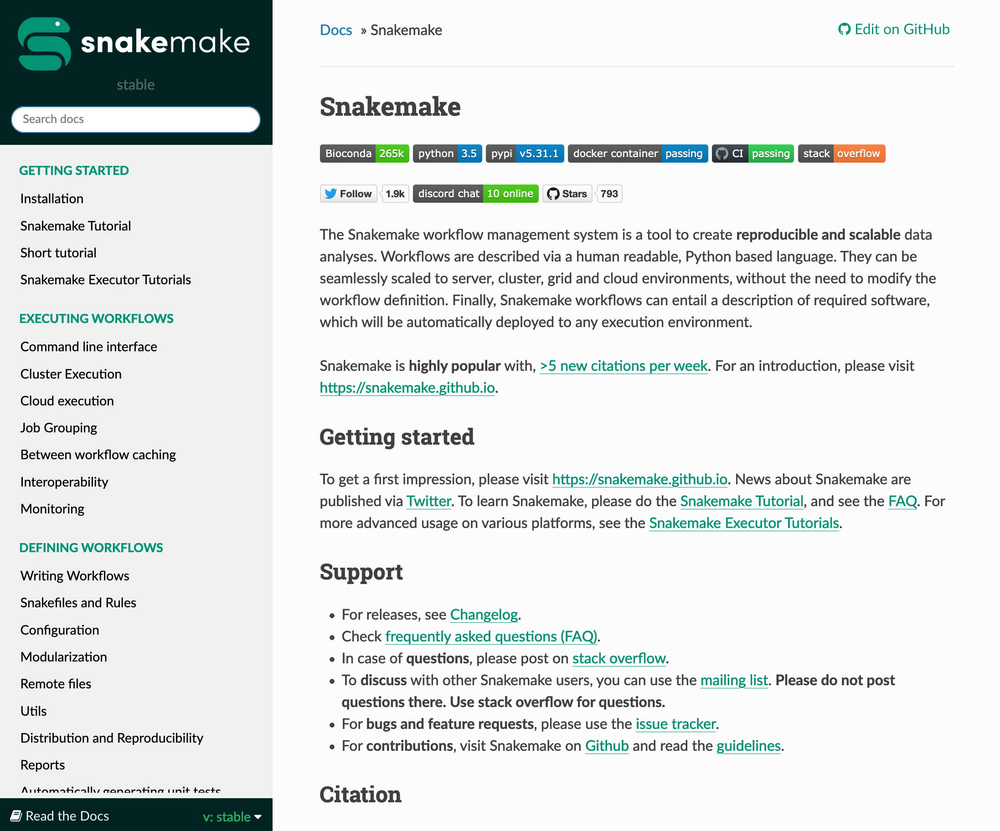 snakemake
stable
Search docs
GETTING STARTED
Installation
Snakemake Tutorial
Short tutorial
Snakemake Executor Tutorials
EXECUTING WORKFLOWS
Command line interface
Cluster Execution
Cloud execution
Job Grouping
Between workflow caching
Interoperability
Monitoring
DEFINING WORKFLOWS
Writing Workflows
Snakefiles and Rules
Configuration
Modularization
Remote files
Utils
Distribution and Reproducibility
Reports
Automatically generating unit tests
Read the Docs
v: stable
Docs » Snakemake
Edit on GitHub
Snakemake
Bioconda 265k python 3.5 pypi v5.31.1 docker container passing CI passing stack overflow
Follow 1.9k discord chat 10 online Stars 793
The Snakemake workflow management system is a tool to create reproducible and scalable data
analyses. Workflows are described via a human readable, Python based language. They can be
seamlessly scaled to server, cluster, grid and cloud environments, without the need to modify the
workflow definition. Finally, Snakemake workflows can entail a description of required software,
which will be automatically deployed to any execution environment.
Snakemake is highly popular with, >5 new citations per week. For an introduction, please visit
https://snakemake.github.io.
Getting started
To get a first impression, please visit https://snakemake.github.io. News about Snakemake are
published via Twitter. To learn Snakemake, please do the Snakemake Tutorial, and see the FAQ. For
more advanced usage on various platforms, see the Snakemake Executor Tutorials.
Support
• For releases, see Changelog.
• Check frequently asked questions (FAQ).
• In case of questions, please post on stack overflow.
• To discuss with other Snakemake users, you can use the mailing list. Please do not post
questions there. Use stack overflow for questions.
• For bugs and feature requests, please use the issue tracker.
• For contributions, visit Snakemake on Github and read the guidelines.
Citation